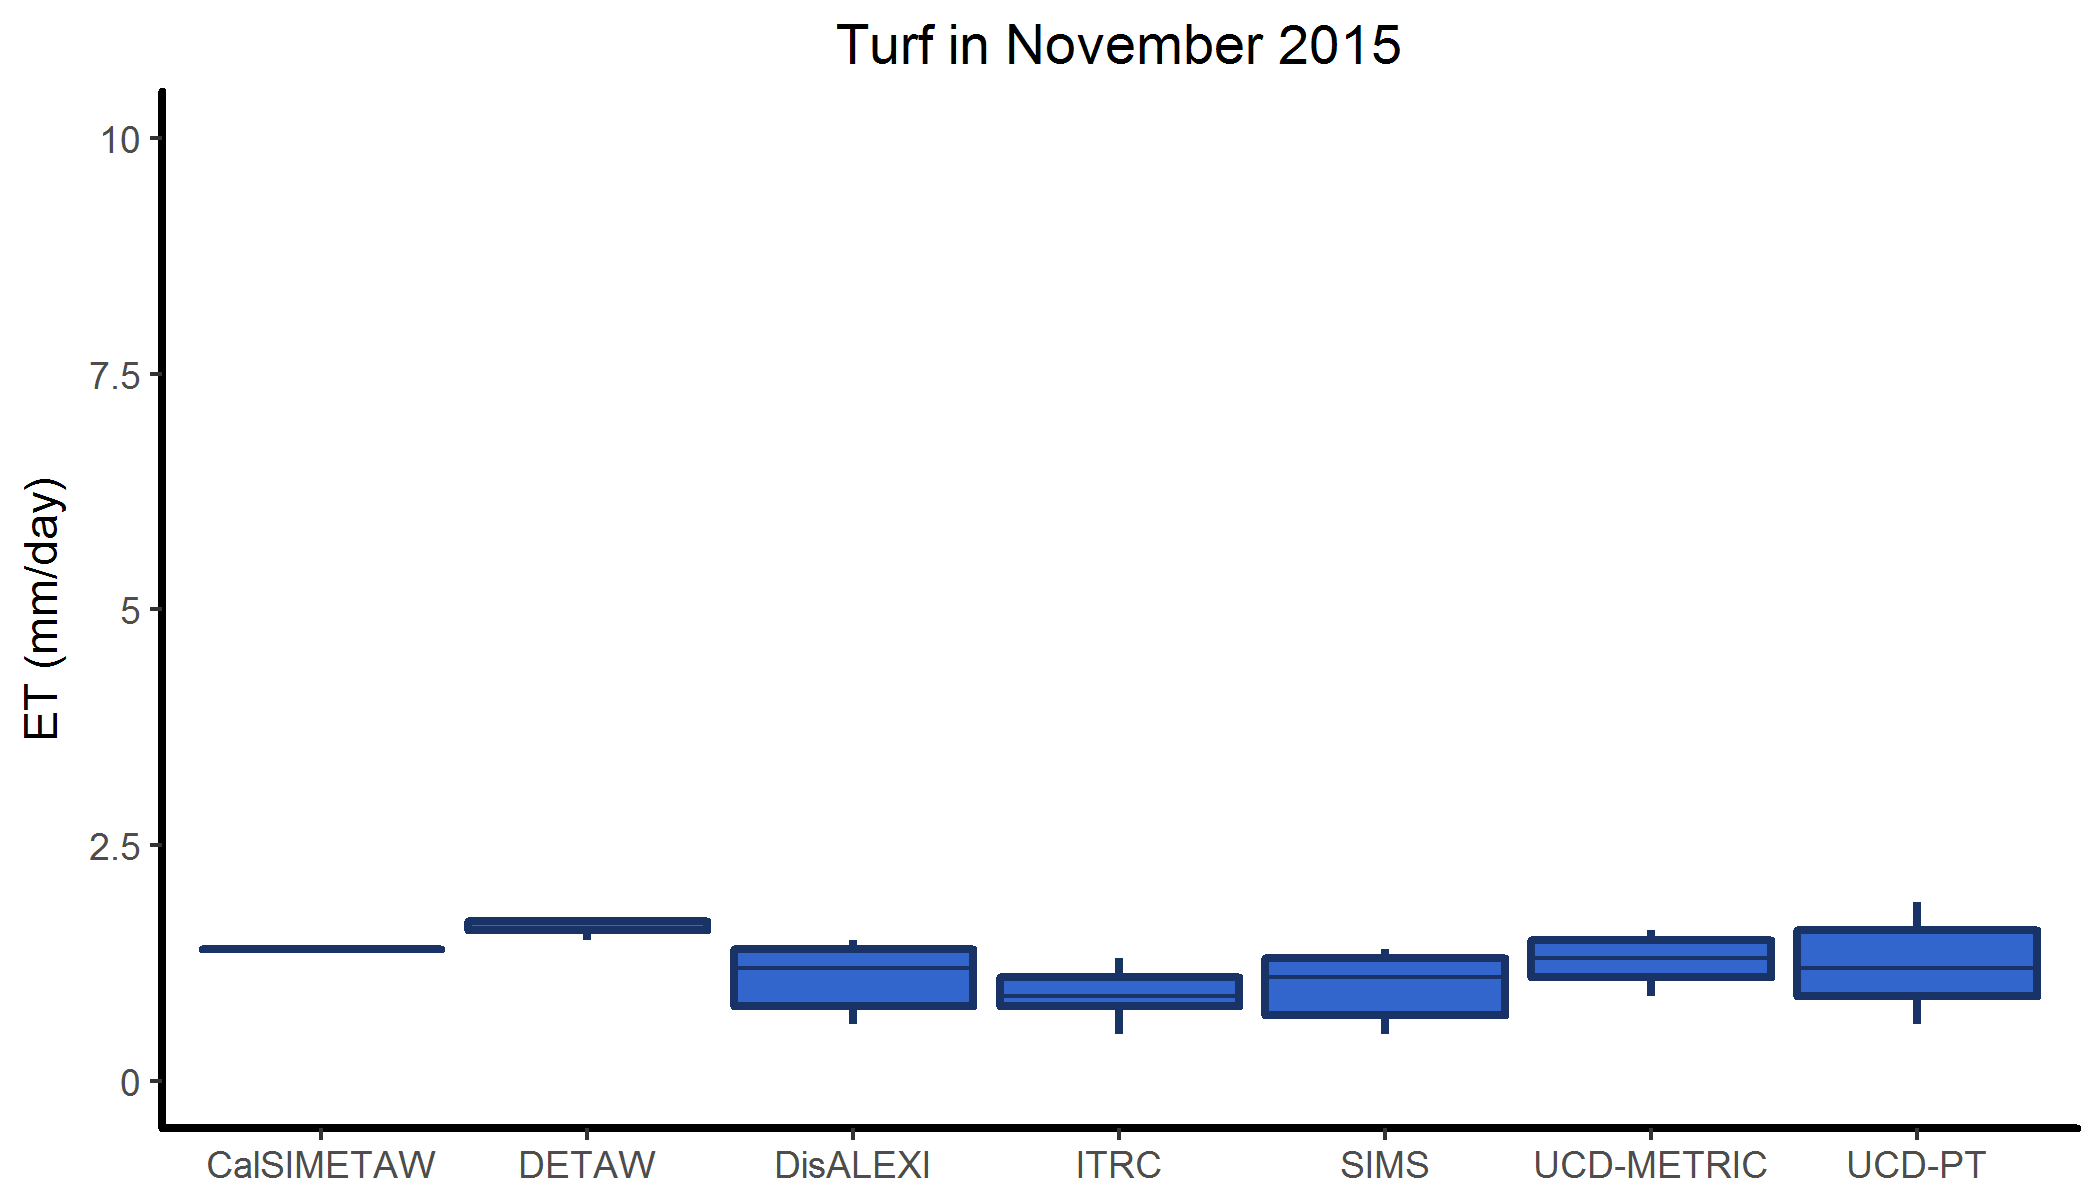 Turf in November 2015
ET (mm/day)
10
7.5
5
2.5
0
CalSIMETAW DETAW DisALEXI ITRC SIMS UCD-METRIC UCD-PT